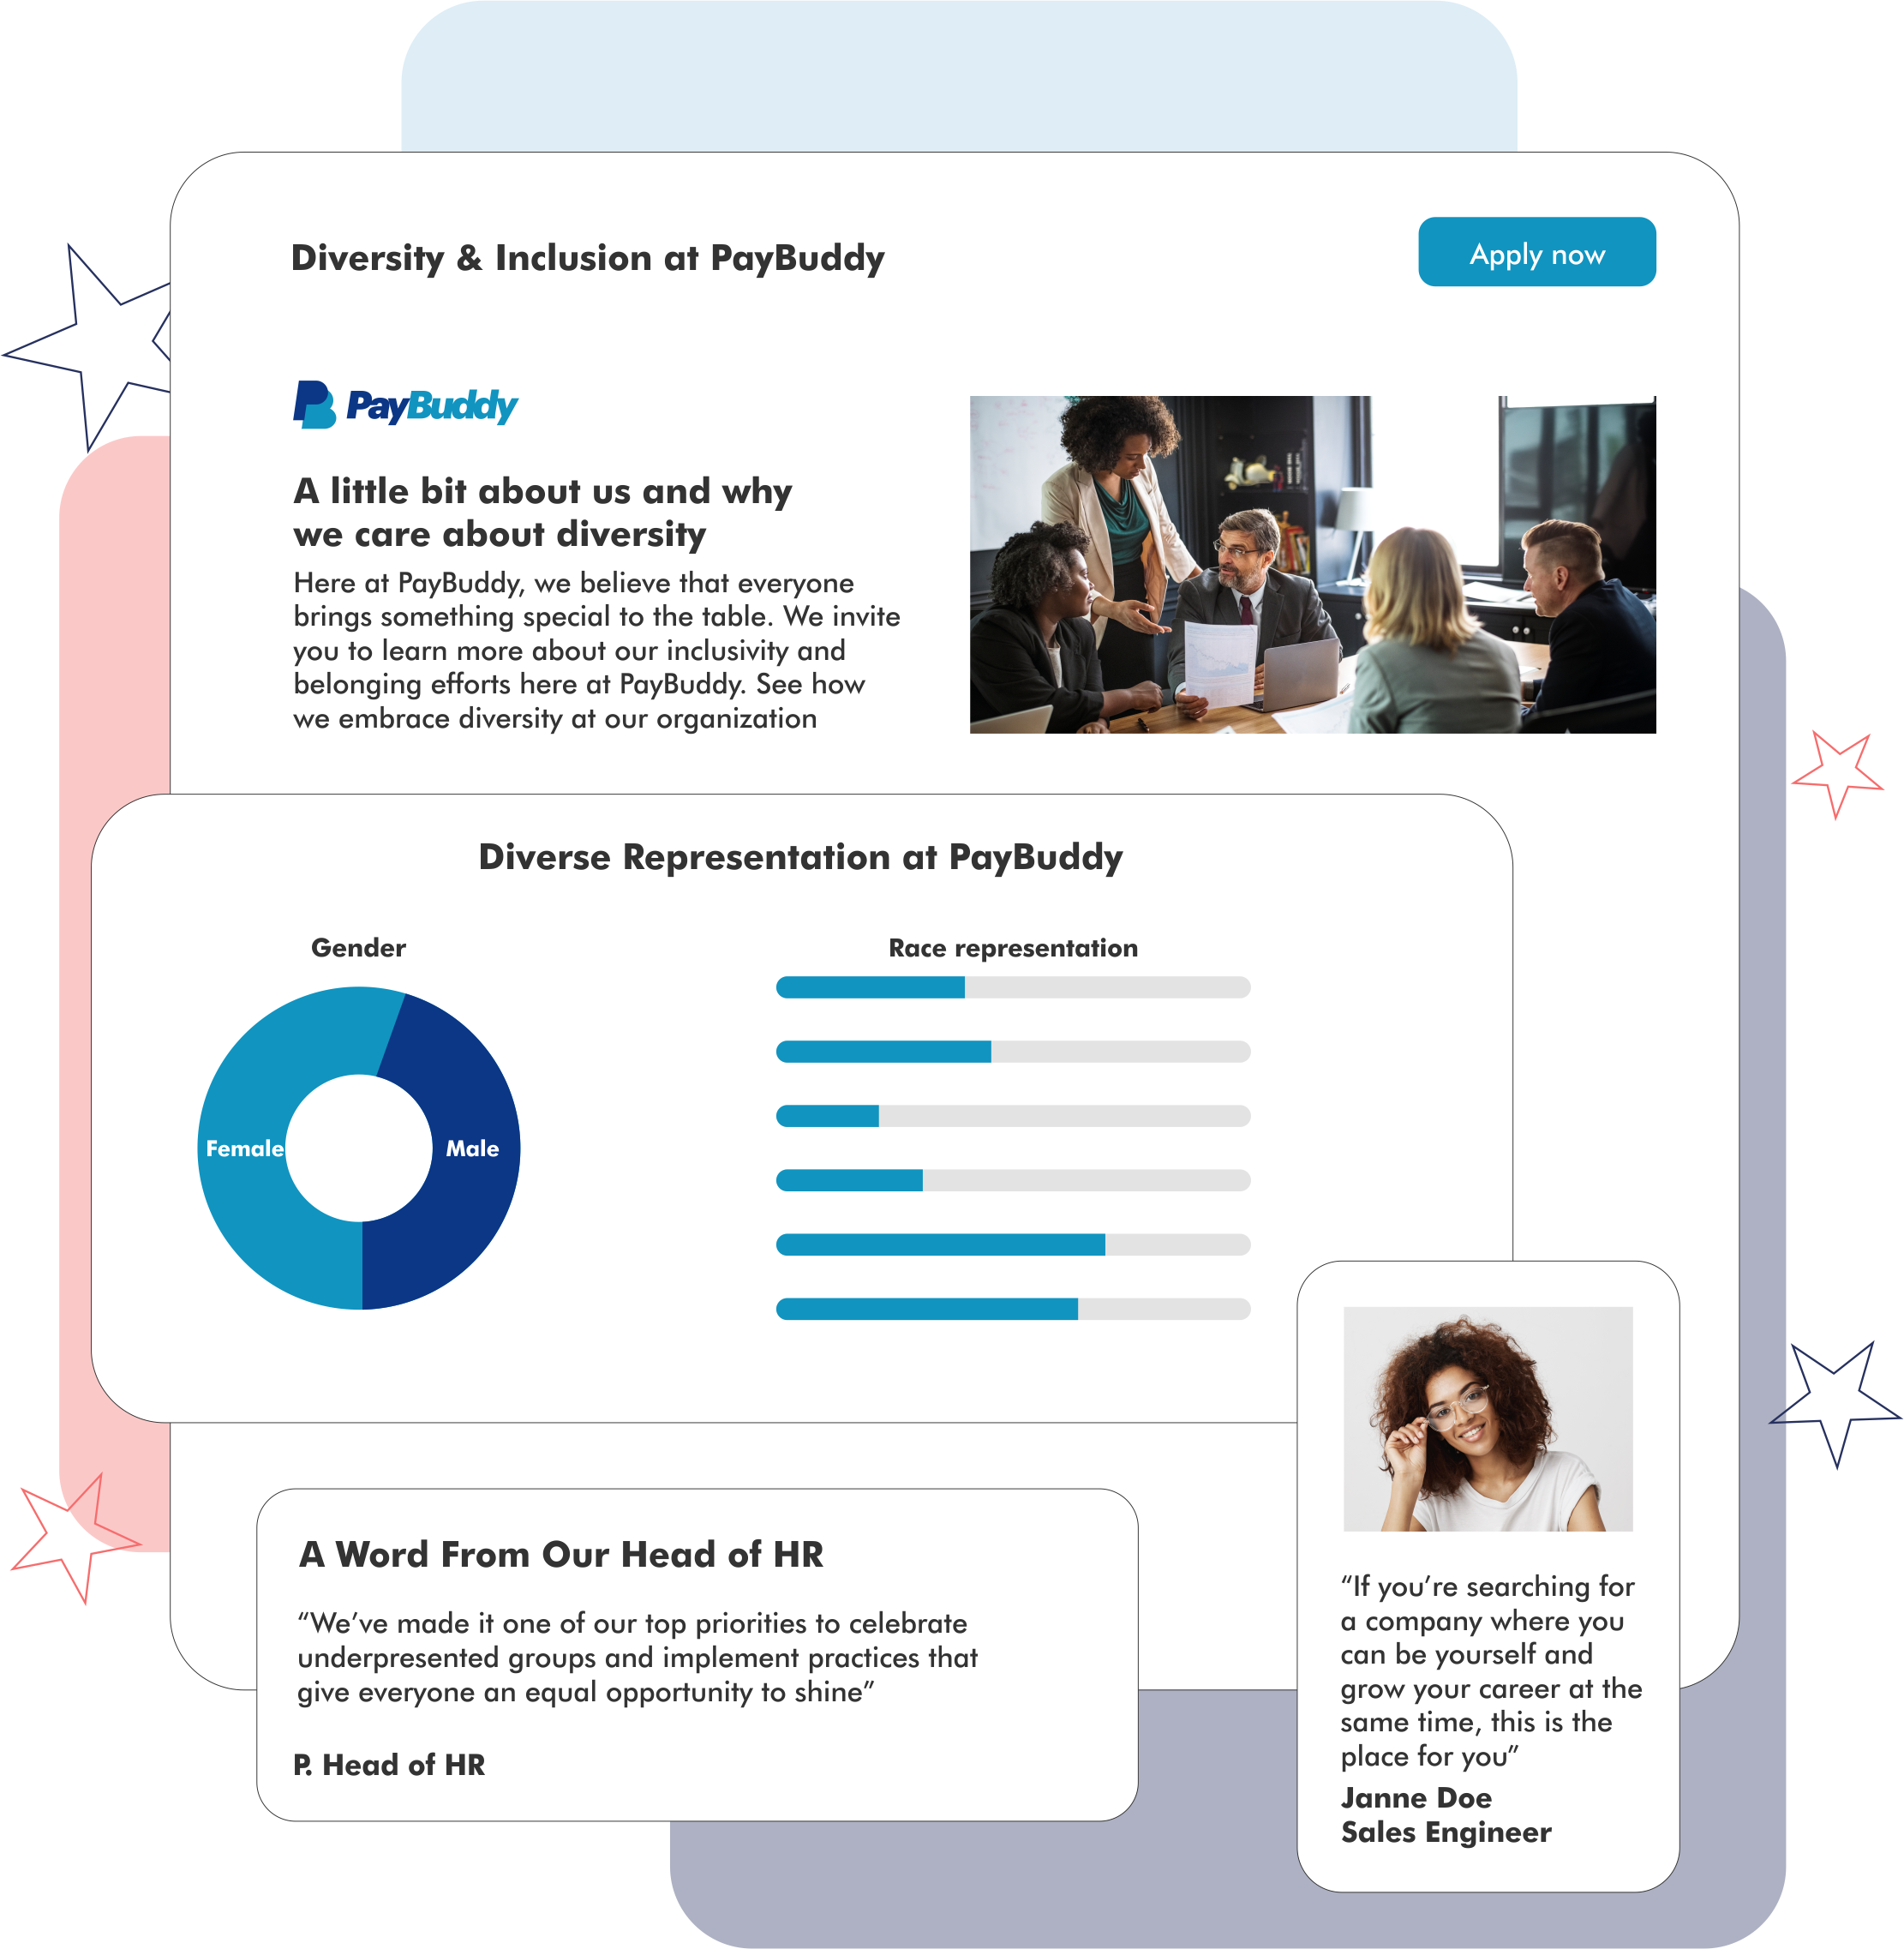 Diversity & Inclusion at PayBuddy
Apply now
PayBuddy
A little bit about us and why
we care about diversity
Here at PayBuddy, we believe that everyone
brings something special to the table. We invite
you to learn more about our inclusivity and
belonging efforts here at PayBuddy. See how
we embrace diversity at our organization
Diverse Representation at PayBuddy
Gender
Race representation
Female
Male
A Word From Our Head of HR
“We’ve made it one of our top priorities to celebrate
underpresented groups and implement practices that
give everyone an equal opportunity to shine”
P. Head of HR
“If you’re searching for
a company where you
can be yourself and
grow your career at the
same time, this is the
place for you”
Janne Doe
Sales Engineer